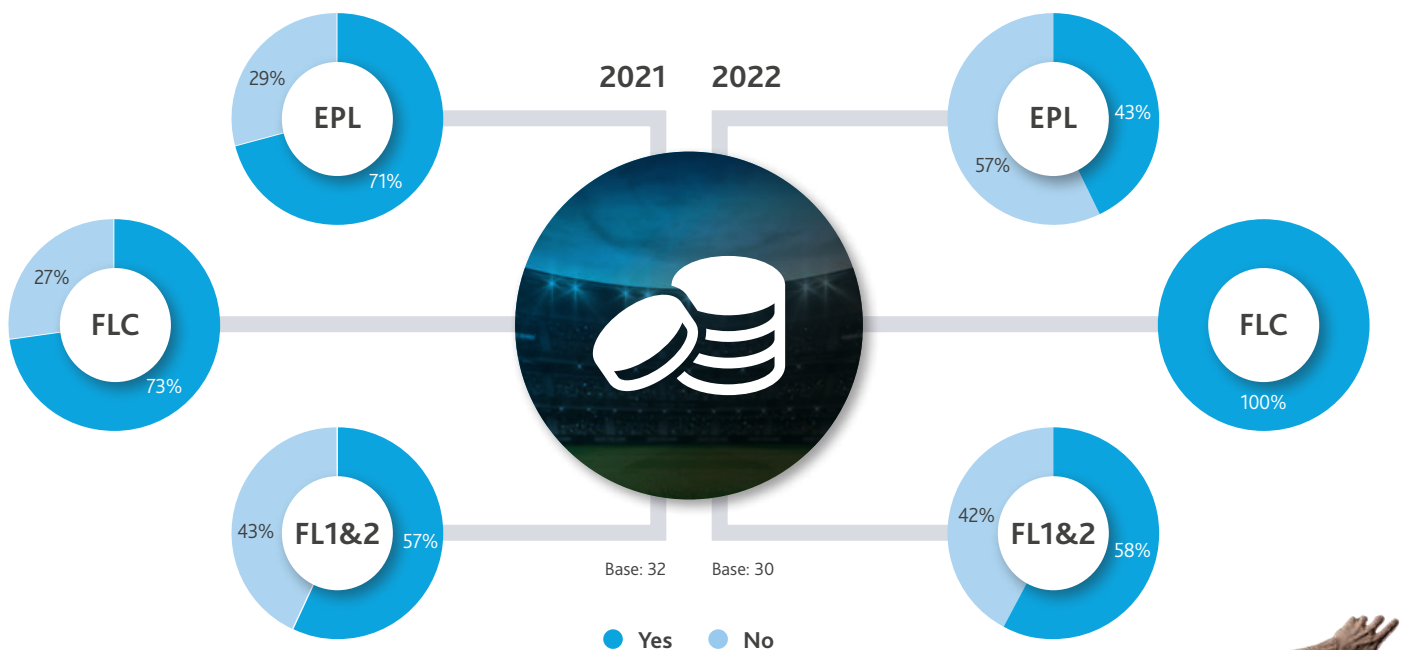 2021
2022
29%
EPL
71%
EPL
43%
57%
27%
FLC
73%
FLC
100%
43%
FL1&2
57%
42%
FL1&2
58%
Base: 32
Base: 30
Yes
No